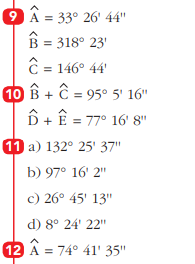 9 Â = 33° 26' 44"
B̂ = 318° 23'
Ĉ = 146° 44'
10 B̂ + Ĉ = 95° 5' 16"
D̂ + Ê = 77° 16' 8"
11 a) 132° 25' 37"
b) 97° 16' 2"
c) 26° 45' 13"
d) 8° 24' 22"
12 Â = 74° 41' 35"